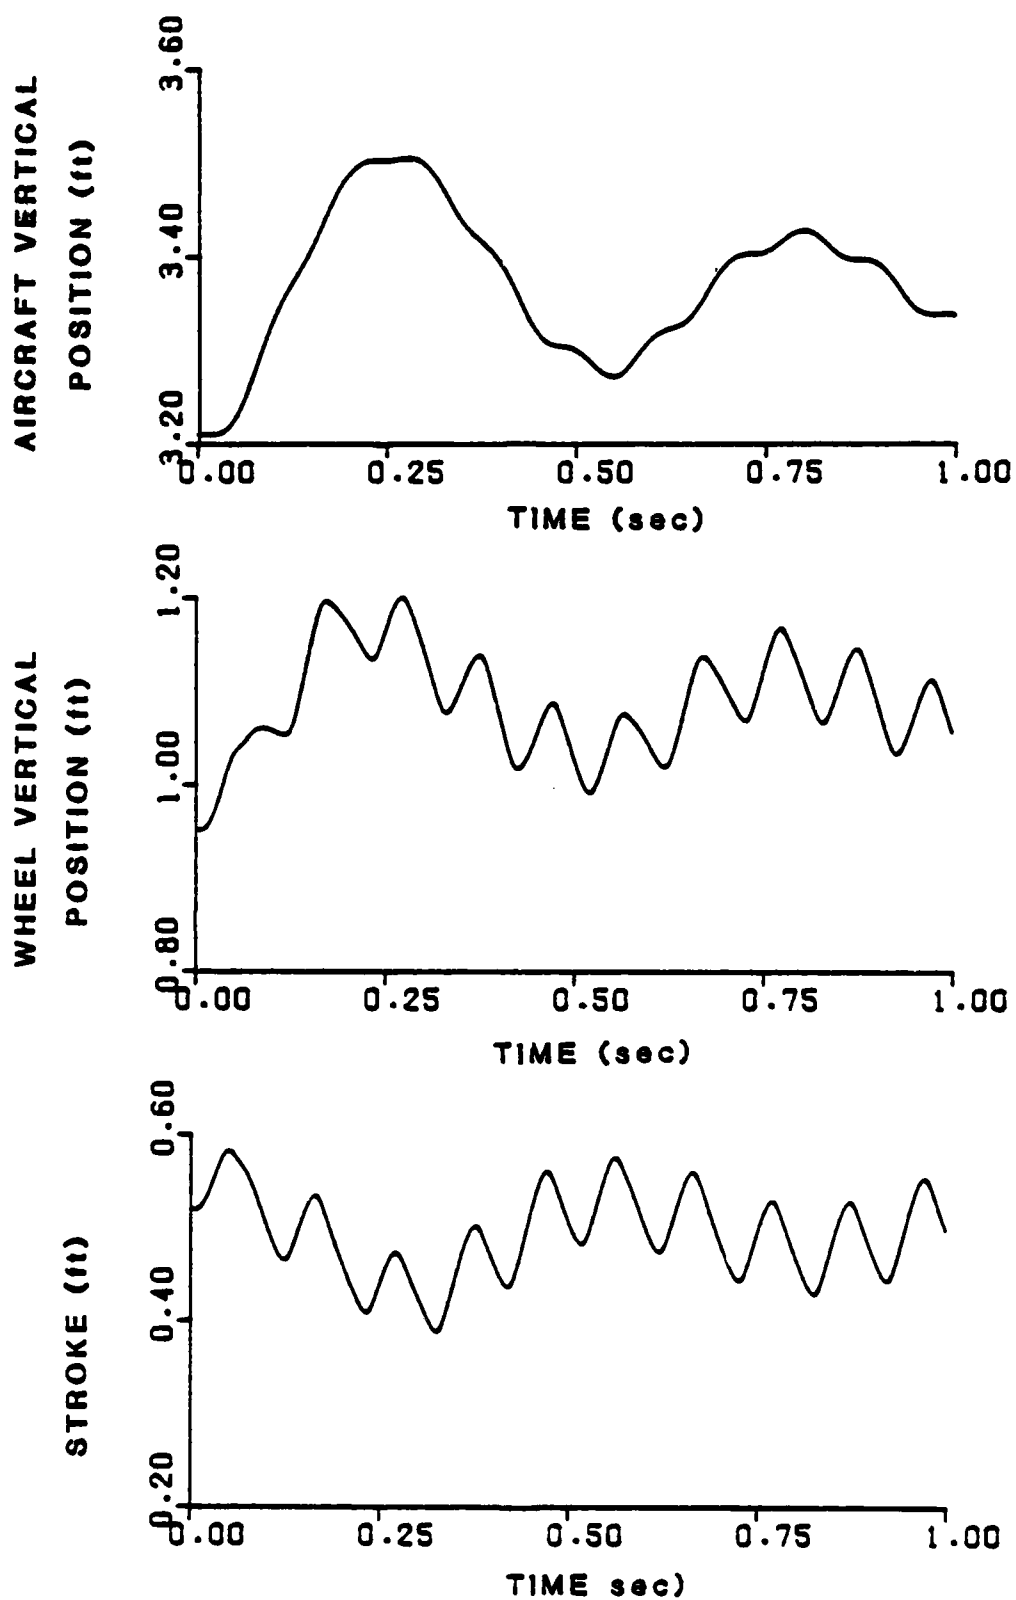 AIRCRAFT VERTICAL
POSITION (ft)
3.60
3.40
3.20
0.00 0.25 0.50 0.75 1.00
TIME (sec)
WHEEL VERTICAL
POSITION (ft)
1.20
1.00
0.80
0.00 0.25 0.50 0.75 1.00
TIME (sec)
STROKE (ft)
0.60
0.40
0.20
0.00 0.25 0.50 0.75 1.00
TIME sec)